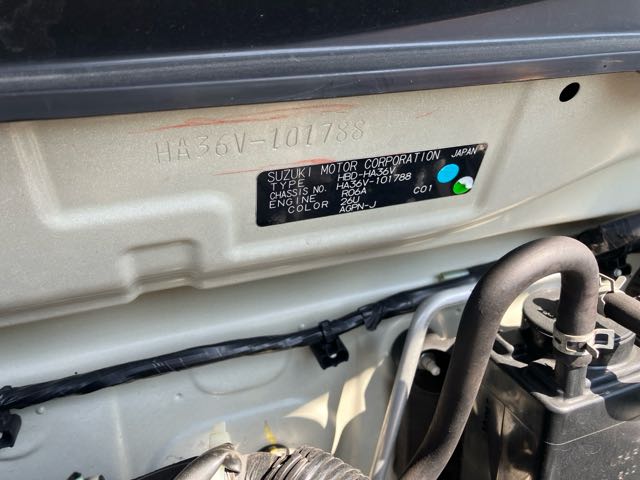 HA36V-101788
SUZUKI MOTOR CORPORATION JAPAN
TYPE HBD-HA36V
CHASSIS NO. HA36V-101788
ENGINE R06A C01
COLOR 26U
AGPN-J